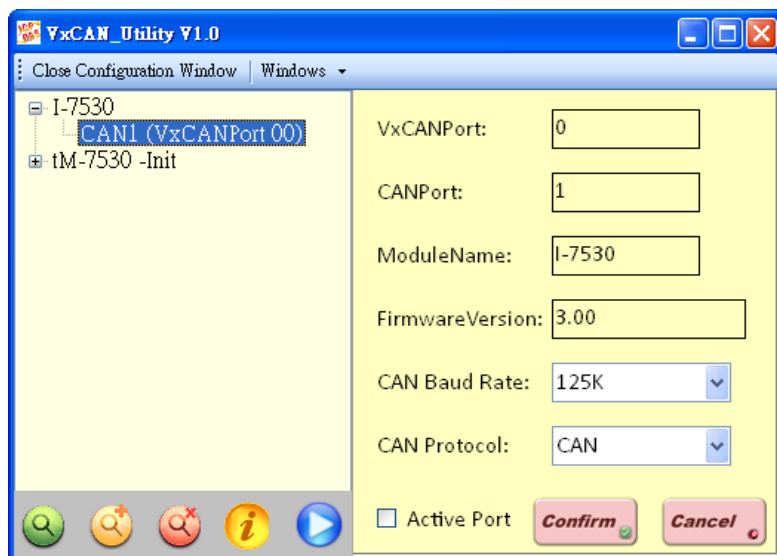 VxCAN_Utility V1.0
Close Configuration Window Windows
I-7530
CAN1 (VxCANPort 00)
tM-7530 -Init
VxCANPort: 0
CANPort: 1
ModuleName: I-7530
FirmwareVersion: 3.00
CAN Baud Rate: 125K
CAN Protocol: CAN
Active Port Confirm Cancel